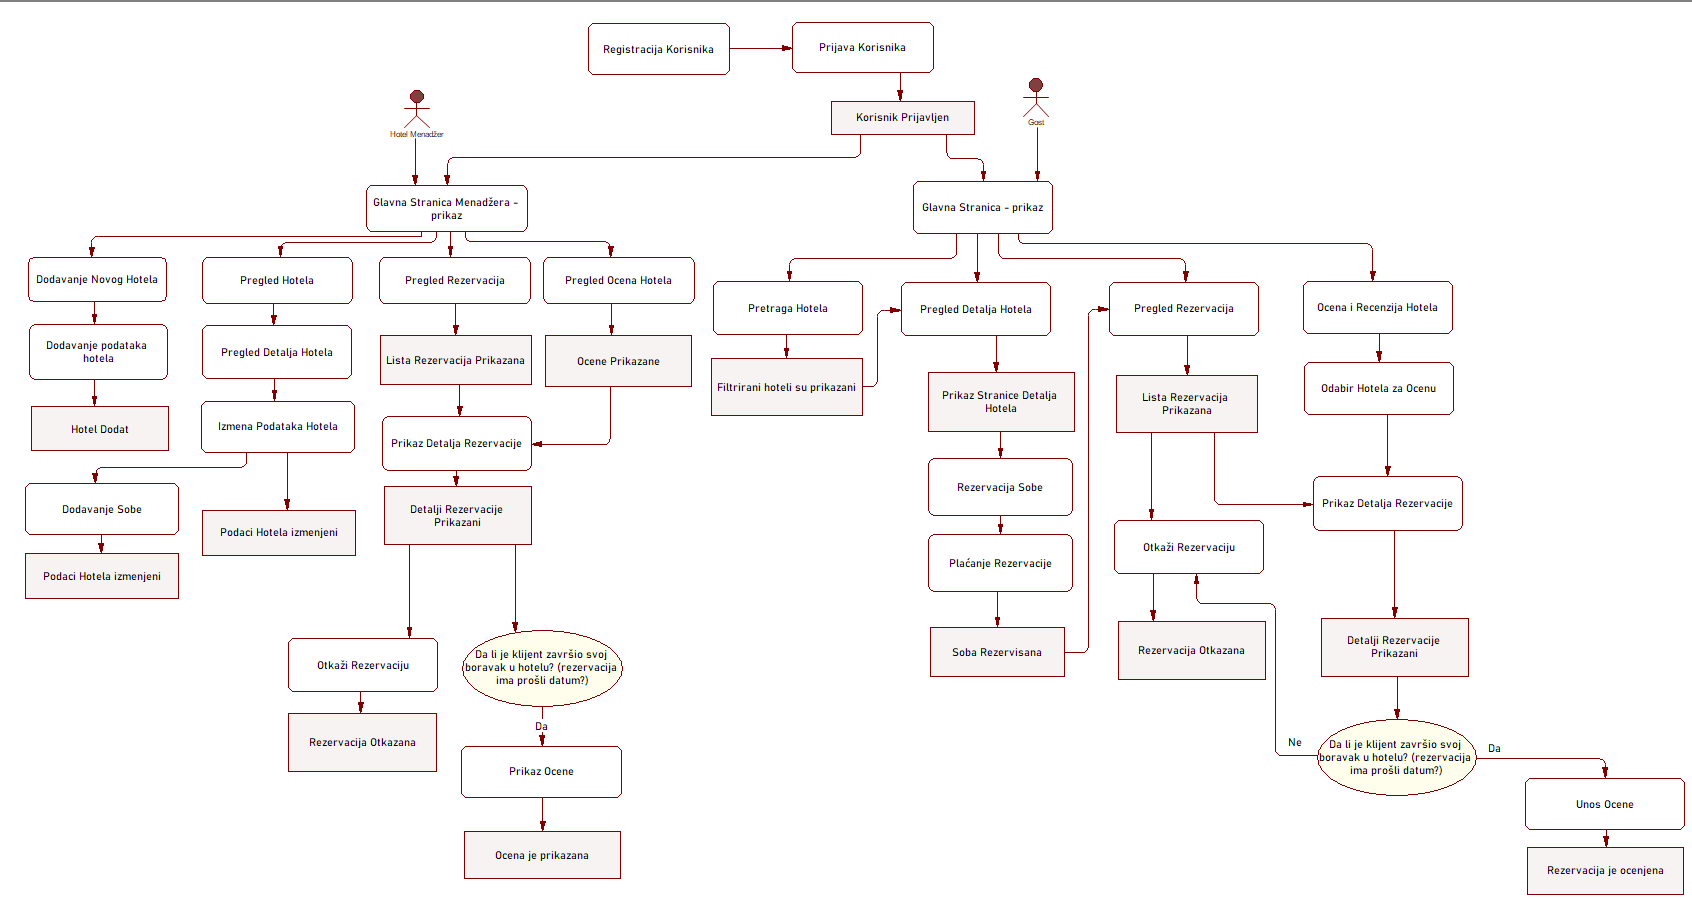 Registracija Korisnika
Prijava Korisnika
Korisnik Prijavljen
Hotel Menadžer
Gost
Glavna Stranica Menadžera -
prikaz
Glavna Stranica - prikaz
Dodavanje Novog Hotela
Pregled Hotela
Pregled Rezervacija
Pregled Ocena Hotela
Dodavanje podataka
hotela
Pregled Detalja Hotela
Lista Rezervacija Prikazana
Ocene Prikazane
Hotel Dodat
Izmena Podataka Hotela
Prikaz Detalja Rezervacije
Dodavanje Sobe
Podaci Hotela izmenjeni
Detalji Rezervacije
Prikazani
Podaci Hotela izmenjeni
Otkaži Rezervaciju
Da li je klijent završio svoj
boravak u hotelu? (rezervacija
ima prošli datum?)
Da
Rezervacija Otkazana
Prikaz Ocene
Ocena je prikazana
Pretraga Hotela
Pregled Detalja Hotela
Pregled Rezervacija
Ocena i Recenzija Hotela
Filtrirani hoteli su prikazani
Prikaz Stranice Detalja
Hotela
Lista Rezervacija
Prikazana
Odabir Hotela za Ocenu
Rezervacija Sobe
Prikaz Detalja Rezervacije
Plaćanje Rezervacije
Otkaži Rezervaciju
Soba Rezervisana
Rezervacija Otkazana
Detalji Rezervacije
Prikazani
Ne
Da li je klijent završio svoj
boravak u hotelu? (rezervacija
ima prošli datum?)
Da
Unos Ocene
Rezervacija je ocenjena